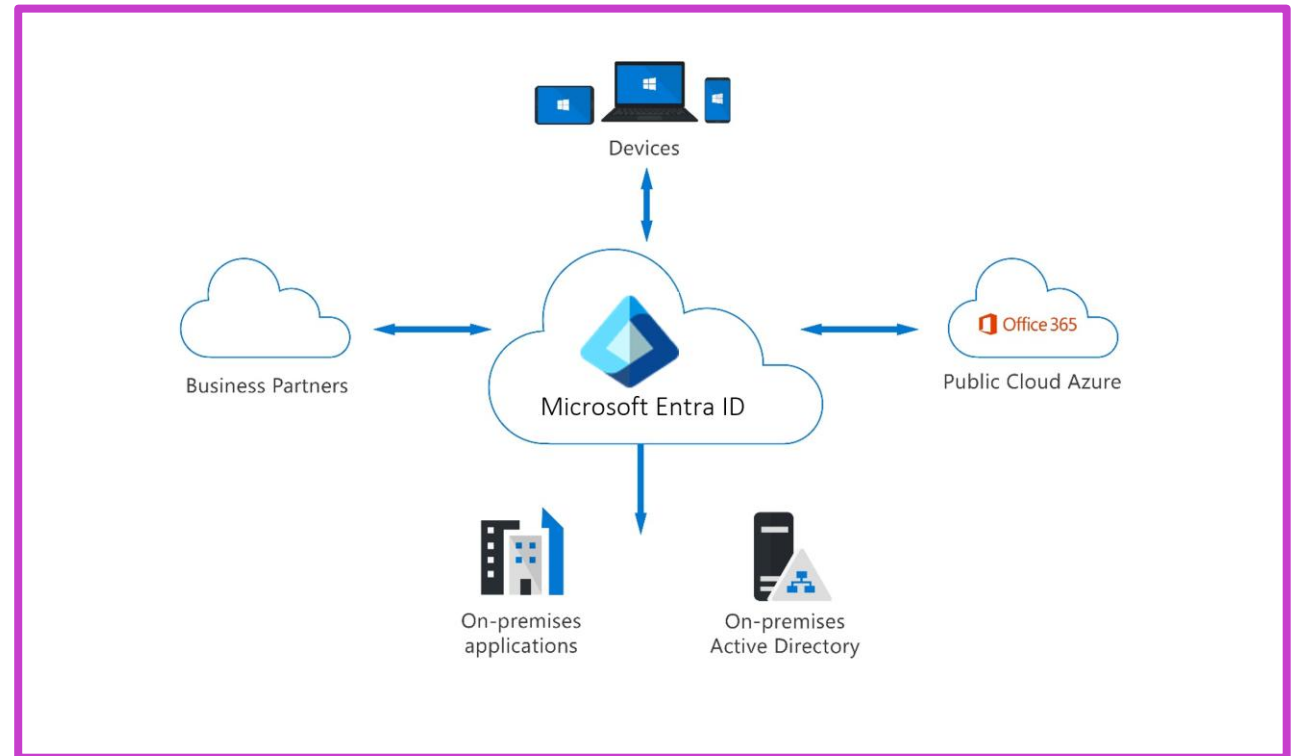 Devices
Office 365
Business Partners
Public Cloud Azure
Microsoft Entra ID
On-premises
applications
On-premises
Active Directory